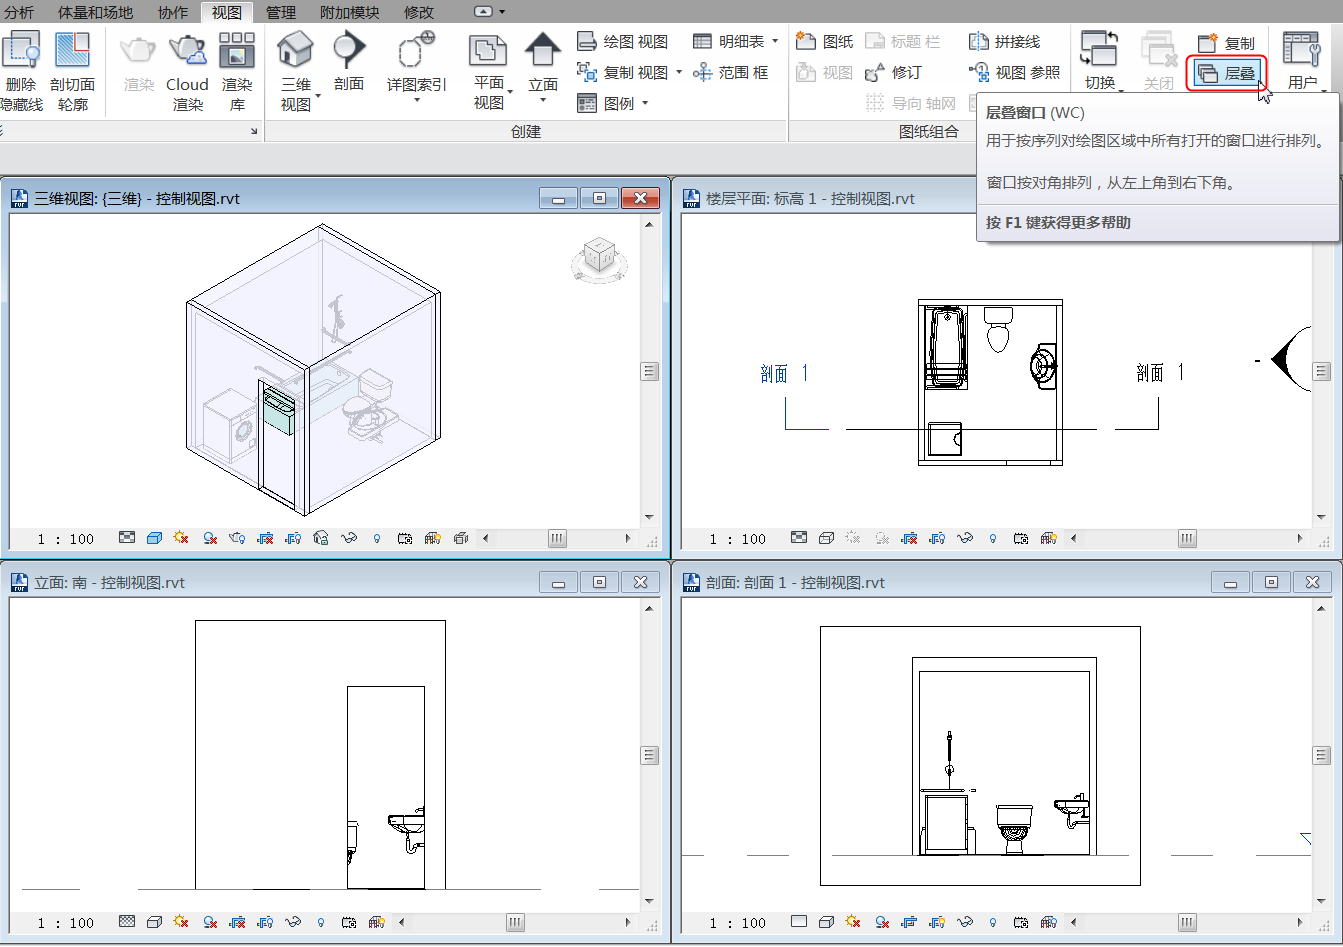 分析 体量和场地 协作 视图 管理 附加模块 修改
删除
隐藏线
剖切面
轮廓
渲染
Cloud
渲染
渲染
库
三维
视图
剖面
详图索引
平面
视图
立面
绘图 视图
复制 视图
图例
明细表
范围 框
创建
图纸
视图
标题 栏
修订
导向 轴网
拼接线
视图 参照
图纸组合
切换
关闭
复制
层叠
用户
层叠窗口 (WC)
用于按序列对绘图区域中所有打开的窗口进行排列。
窗口按对角排列，从左上角到右下角。
按 F1 键获得更多帮助
三维视图: {三维} - 控制视图.rvt
1 : 100
楼层平面: 标高 1 - 控制视图.rvt
剖面 1
剖面 1
1 : 100
立面: 南 - 控制视图.rvt
1 : 100
剖面: 剖面 1 - 控制视图.rvt
1 : 100